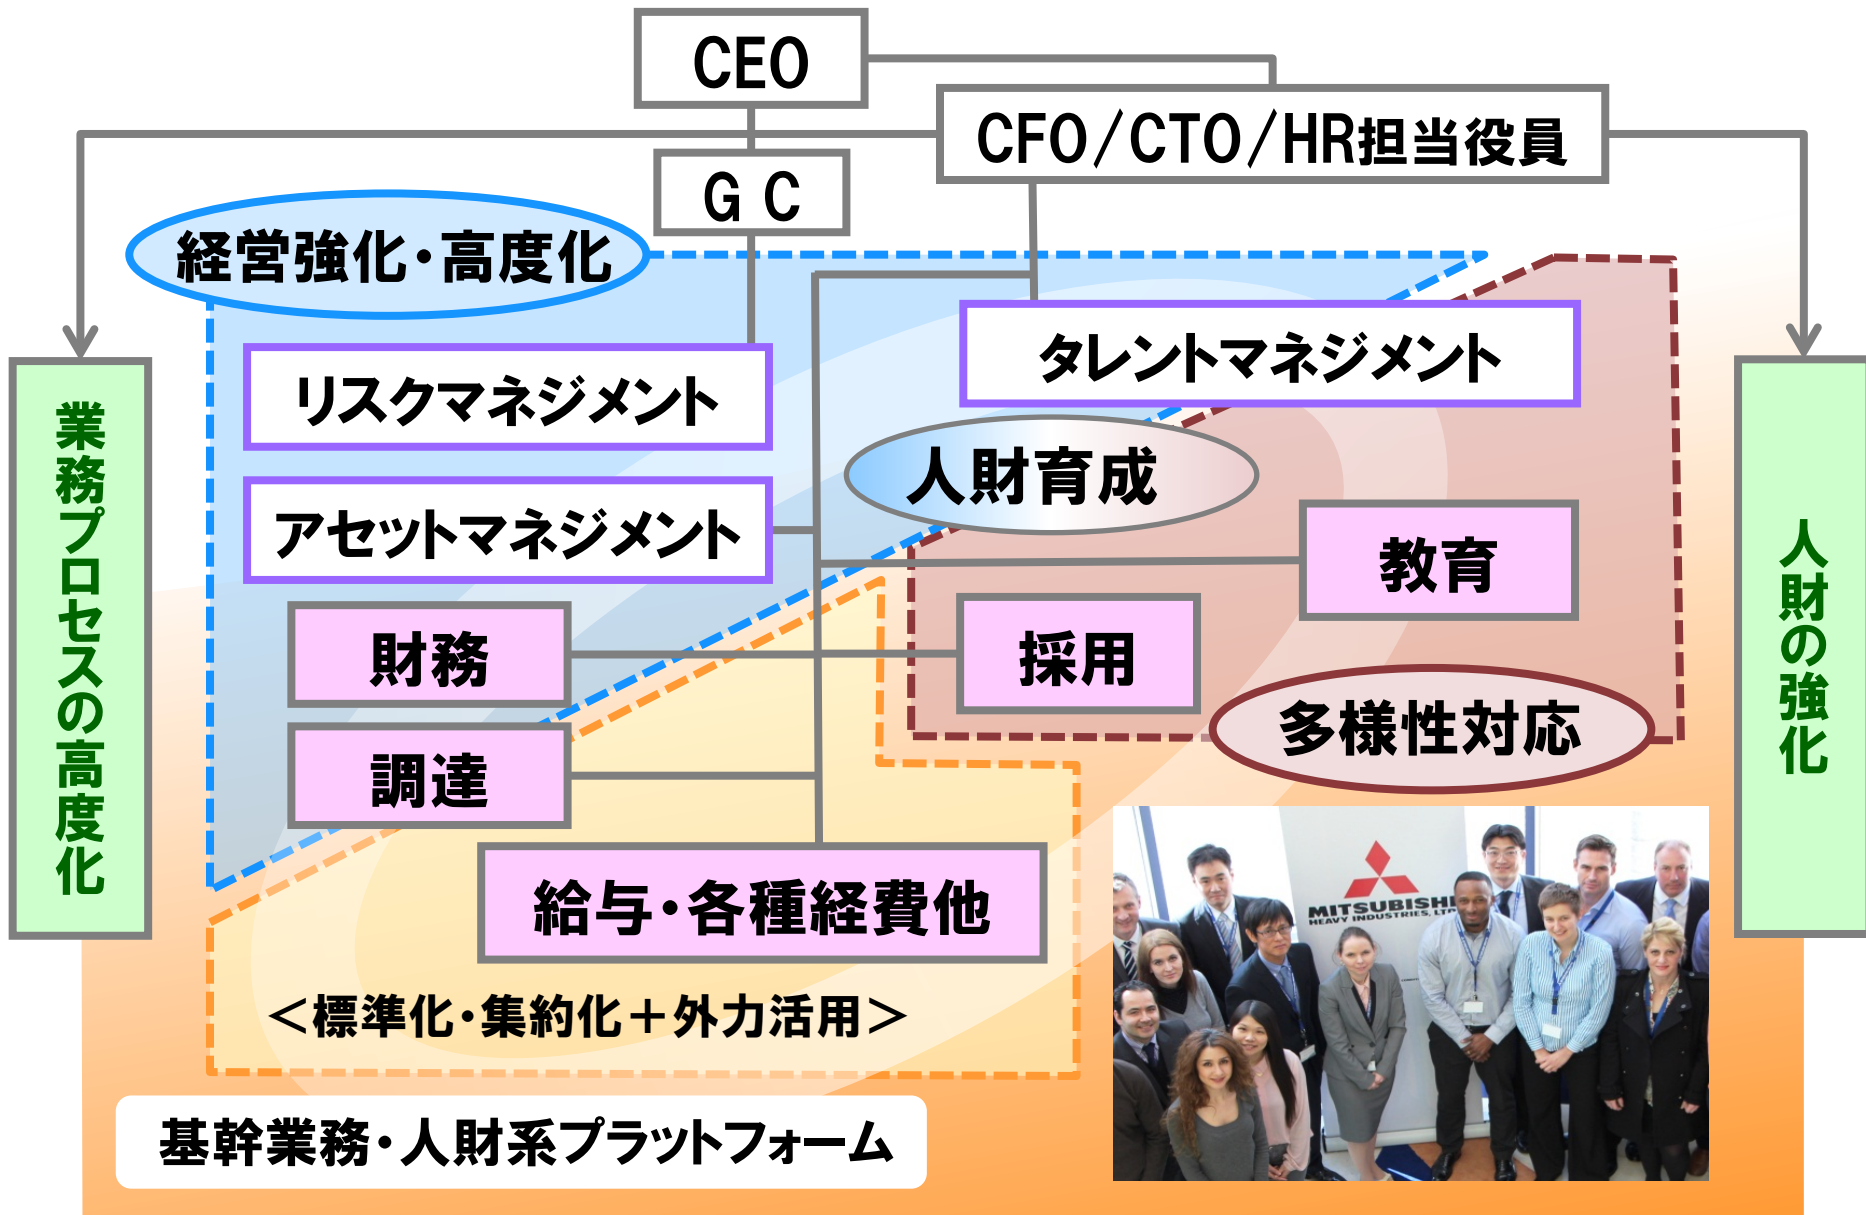 CEO
CFO/CTO/HR担当役員
GC
経営強化・高度化
タレントマネジメント
リスクマネジメント
人財育成
アセットマネジメント
教育
財務
採用
多様性対応
調達
給与・各種経費他
＜標準化・集約化＋外力活用＞
基幹業務・人財系プラットフォーム
業務プロセスの高度化
人財の強化
MITSUBISHI
HEAVY INDUSTRIES, LTD